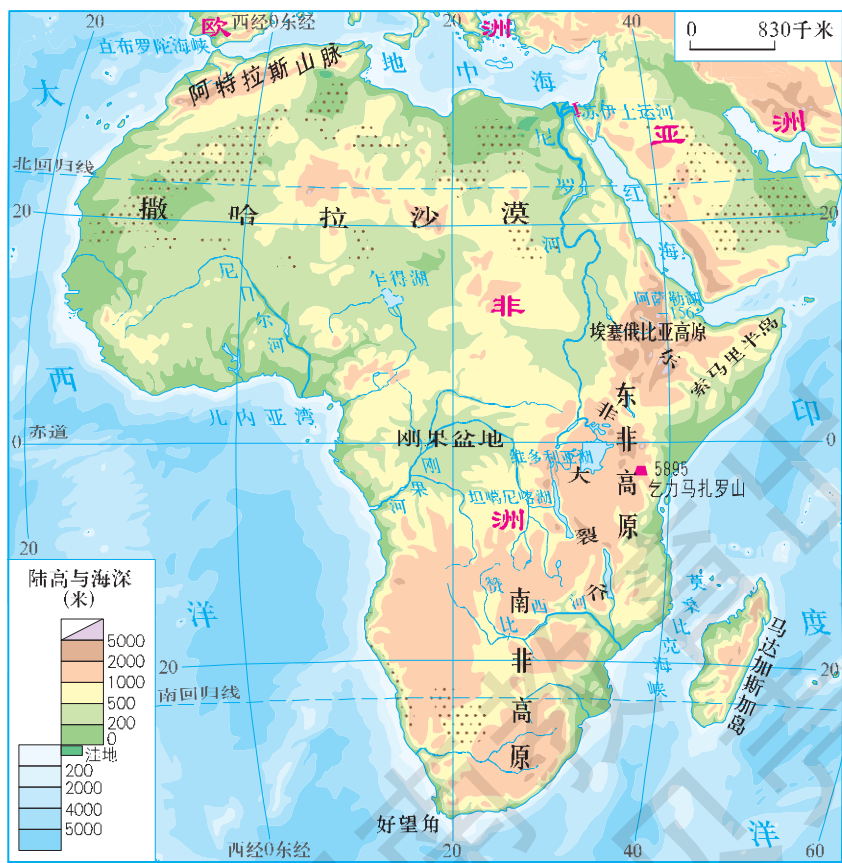 20 欧 西经0东经 20 洲 40
0 830千米
直布罗陀海峡
阿特拉斯山脉
地中海
大
苏伊士运河
亚 洲
尼罗河
北回归线
红海
20 20
撒哈拉沙漠
尼日尔河
乍得湖
非
阿萨勒湖
-156
埃塞俄比亚高原
索马里半岛
东非大裂谷
西
东非高原
印
几内亚湾
刚果盆地
0 赤道 0
维多利亚湖
5895
乞力马扎罗山
刚果河
坦噶尼喀湖
洲
20
陆高与海深
(米)
5000
2000
1000
500
200
0
洼地
200
2000
4000
5000
洋
赞比西河
南非高原
莫桑比克海峡
马达加斯加岛
度
20 20
南回归线
好望角
洋
西经0东经 20 40 60